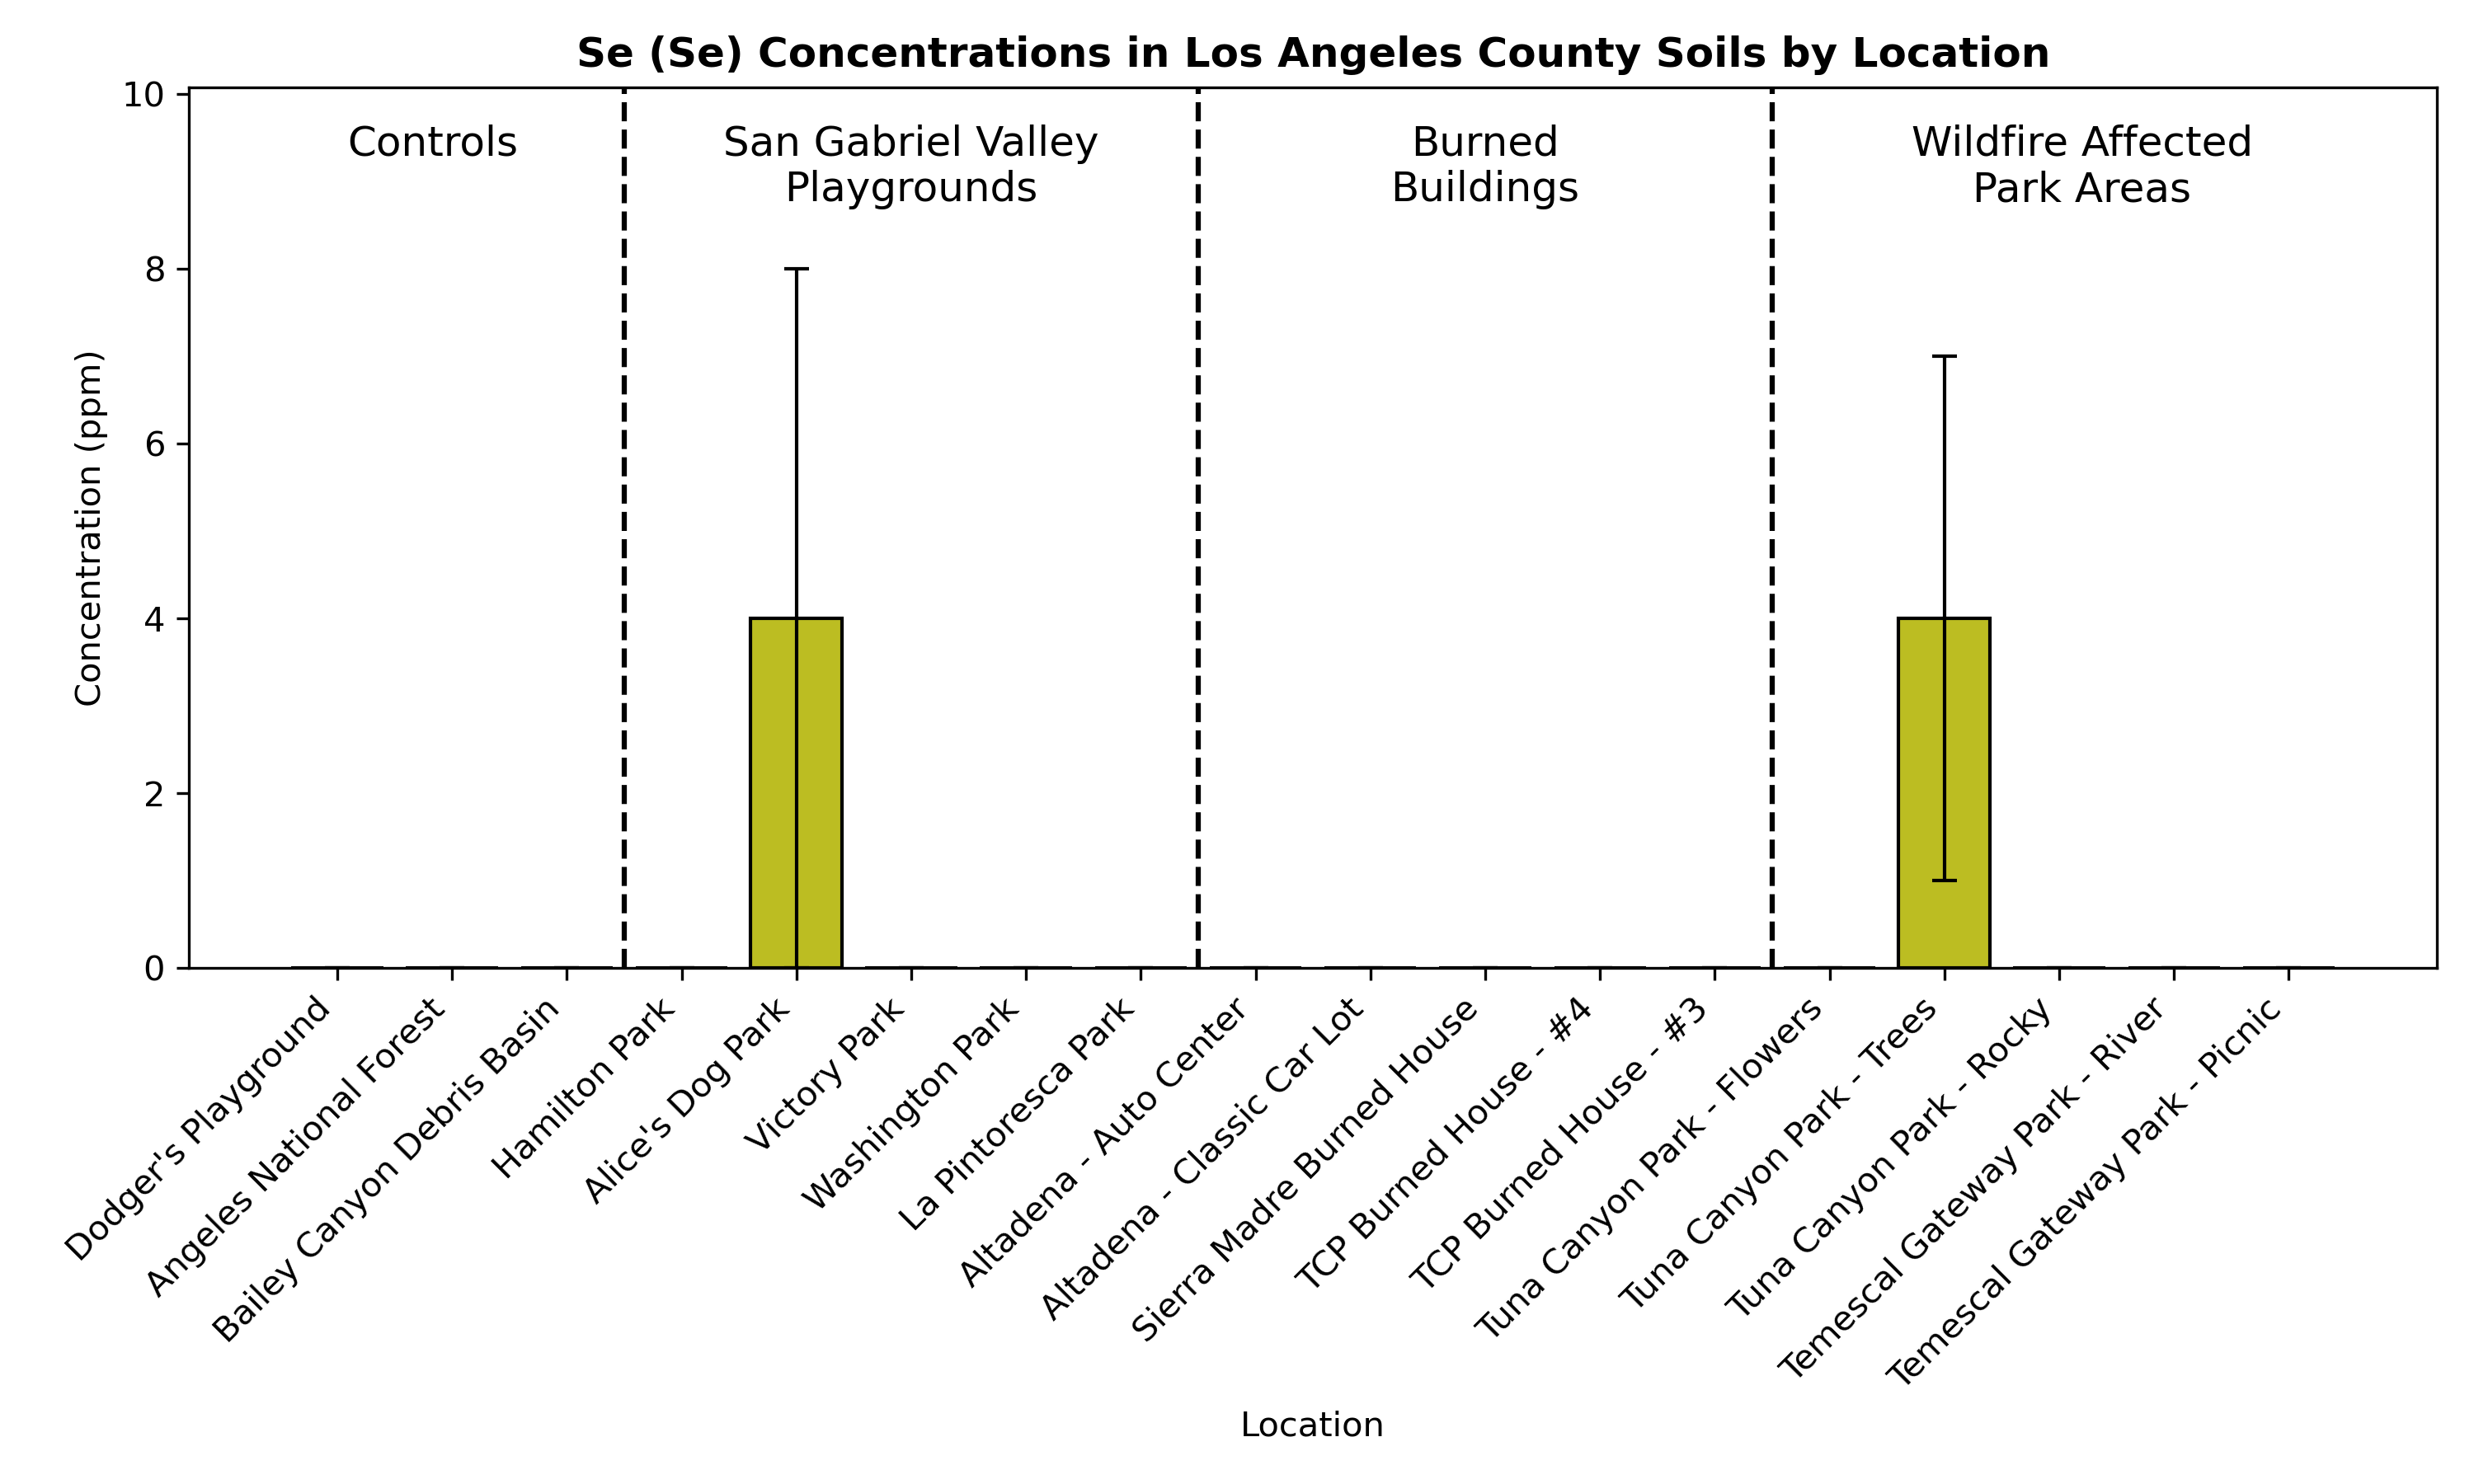 Se (Se) Concentrations in Los Angeles County Soils by Location
Controls
San Gabriel Valley
Playgrounds
Burned
Buildings
Wildfire Affected
Park Areas
Concentration (ppm)
10
8
6
4
2
0
Dodger's Playground
Angeles National Forest
Bailey Canyon Debris Basin
Hamilton Park
Alice's Dog Park
Victory Park
Washington Park
La Pintoresca Park
Altadena - Auto Center
Altadena - Classic Car Lot
Sierra Madre Burned House
TCP Burned House - #4
TCP Burned House - #3
Tuna Canyon Park - Flowers
Tuna Canyon Park - Trees
Tuna Canyon Park - Rocky
Temescal Gateway Park - River
Temescal Gateway Park - Picnic
Location